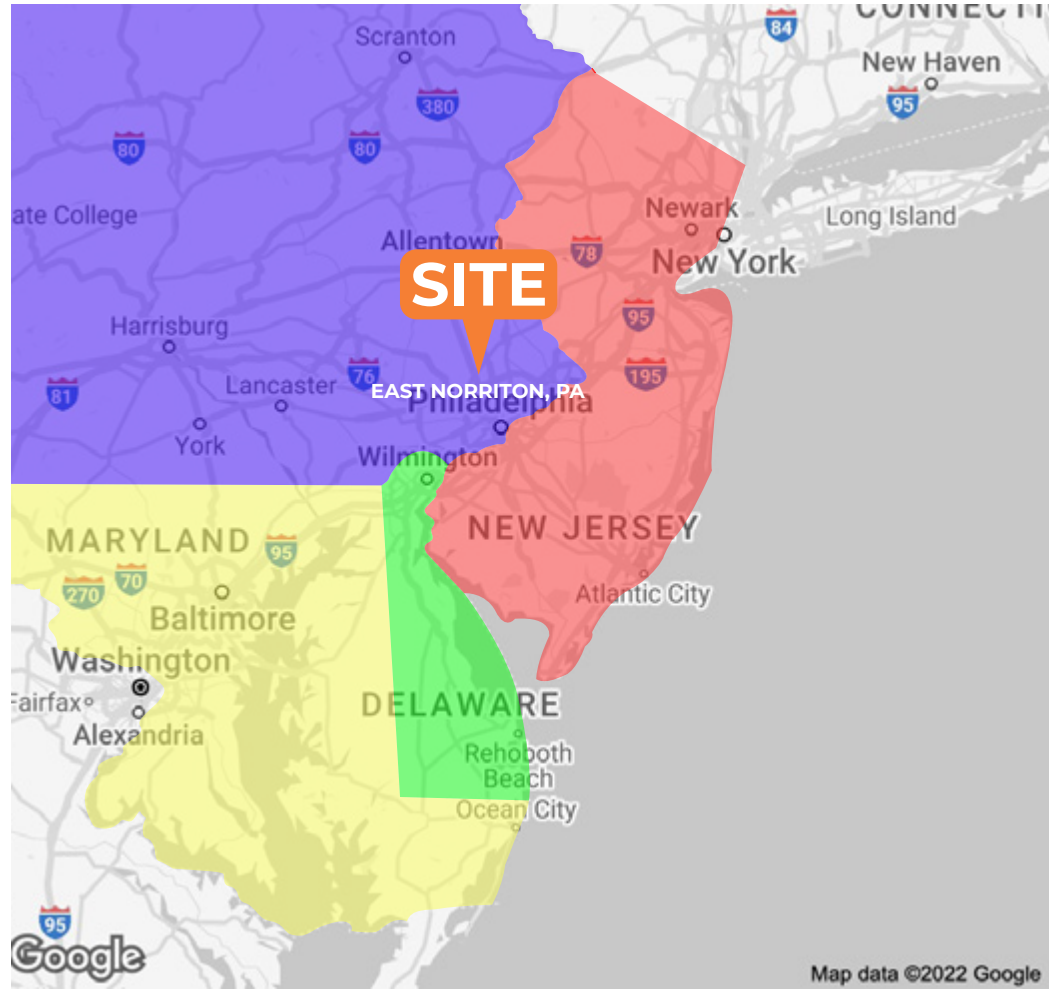 CONNECTI
84
Scranton
New Haven
380
95
80
80
ate College
Newark
Long Island
Allentown
78
New York
SITE
Harrisburg
95
76
195
81
Lancaster
EAST NORRITON, PA
Philadelphia
York
Wilmington
MARYLAND
95
NEW JERSEY
270
70
Atlantic City
Baltimore
Washington
Fairfax
DELAWARE
Alexandria
Rehoboth
Beach
Ocean City
95
Google
Map data ©2022 Google